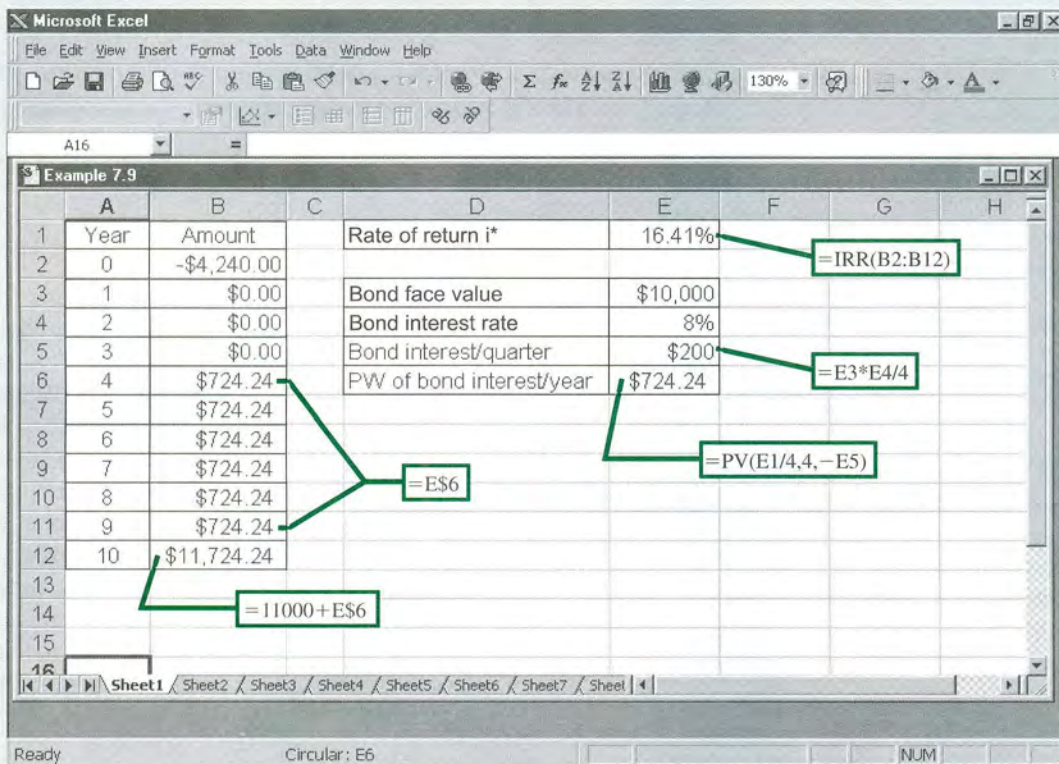 Microsoft Excel
File Edit View Insert Format Tools Data Window Help
130%
A16 =
Example 7.9
A B C D E F G H
1 Year Amount Rate of return i* 16.41%
=IRR(B2:B12)
2 0 -$4,240.00
3 1 $0.00 Bond face value $10,000
4 2 $0.00 Bond interest rate 8%
5 3 $0.00 Bond interest/quarter $200
=E3*E4/4
6 4 $724.24 PW of bond interest/year $724.24
7 5 $724.24
8 6 $724.24
=PV(E1/4,4,−E5)
9 7 $724.24
=E$6
10 8 $724.24
11 9 $724.24
12 10 $11,724.24
13
=11000+E$6
14
15
16
Sheet1 Sheet2 Sheet3 Sheet4 Sheet5 Sheet6 Sheet7 Sheel
Ready Circular: E6 NUM